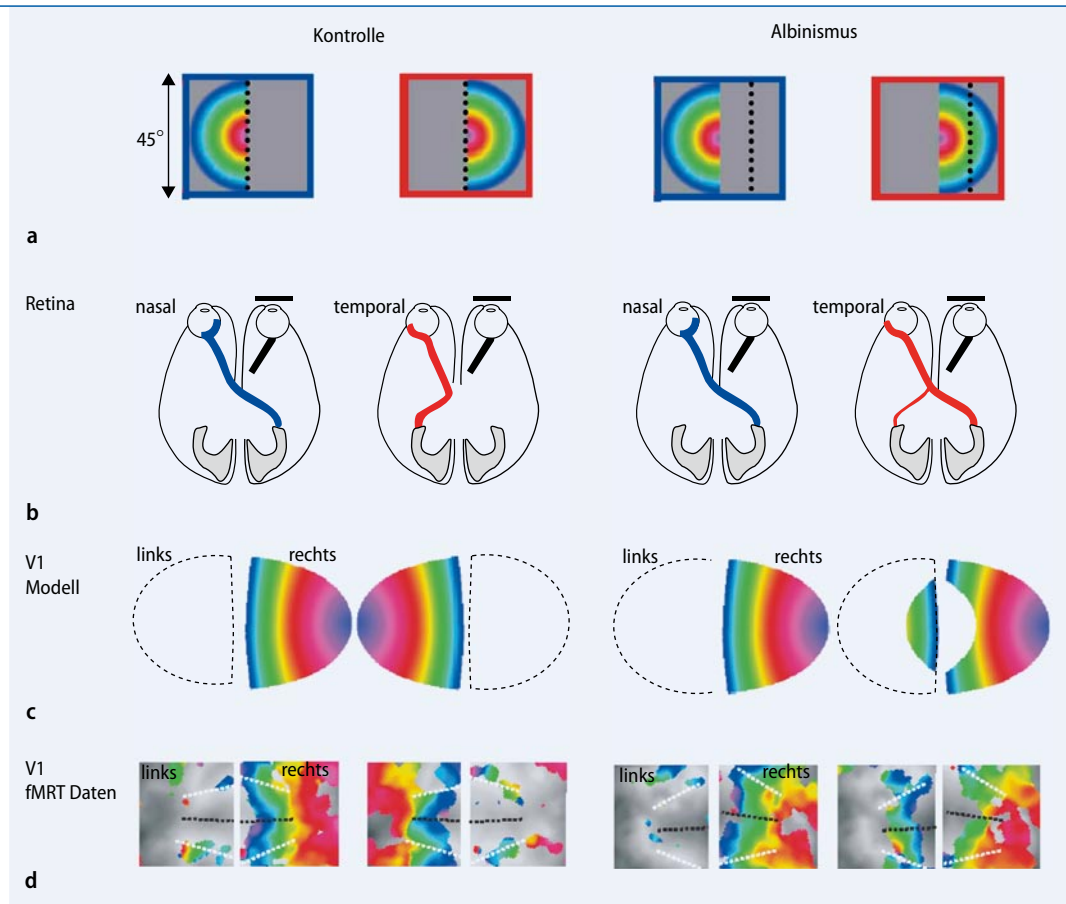 Kontrolle
Albinismus
45°
a
Retina
nasal
temporal
nasal
temporal
b
V1
Modell
links
rechts
links
rechts
c
V1
fMRT Daten
links
rechts
links
rechts
d